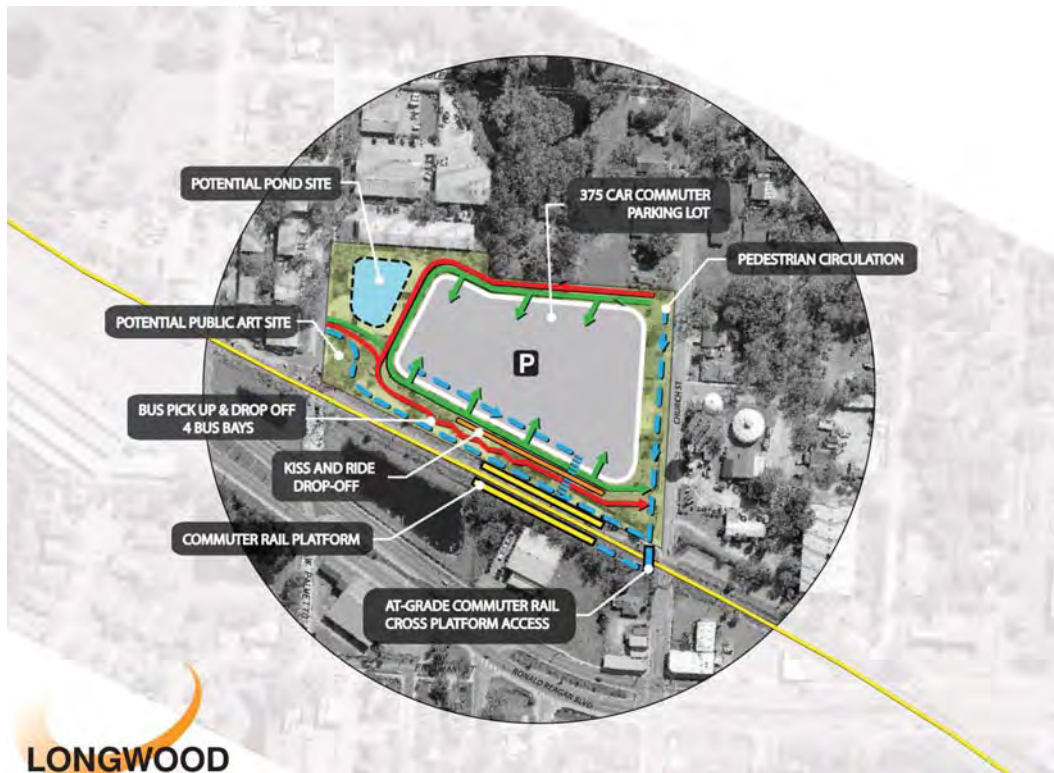 POTENTIAL POND SITE
375 CAR COMMUTER
PARKING LOT
PEDESTRIAN CIRCULATION
POTENTIAL PUBLIC ART SITE
P
CHURCH ST
BUS PICK UP & DROP OFF
4 BUS BAYS
KISS AND RIDE
DROP-OFF
COMMUTER RAIL PLATFORM
W. PALMETTO
AT-GRADE COMMUTER RAIL
CROSS PLATFORM ACCESS
RONALD REAGAN BLVD
LONGWOOD